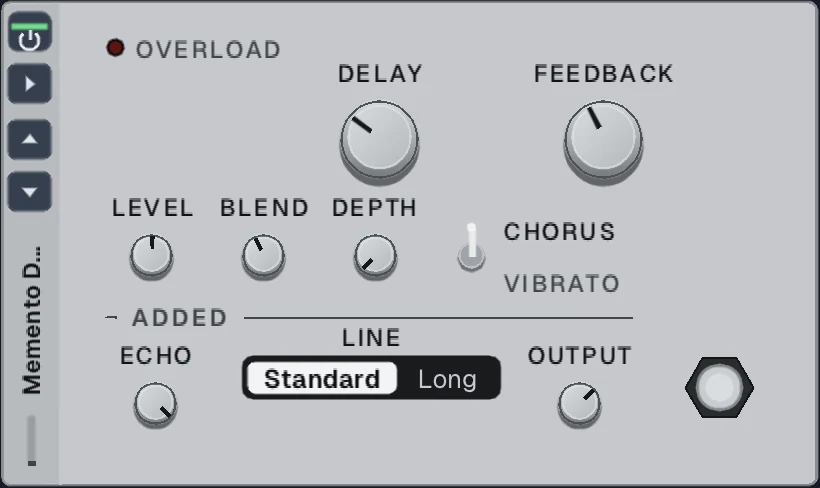 OVERLOAD
DELAY
FEEDBACK
LEVEL BLEND DEPTH
CHORUS
VIBRATO
ADDED
LINE
ECHO
Standard Long
OUTPUT
Memento D...